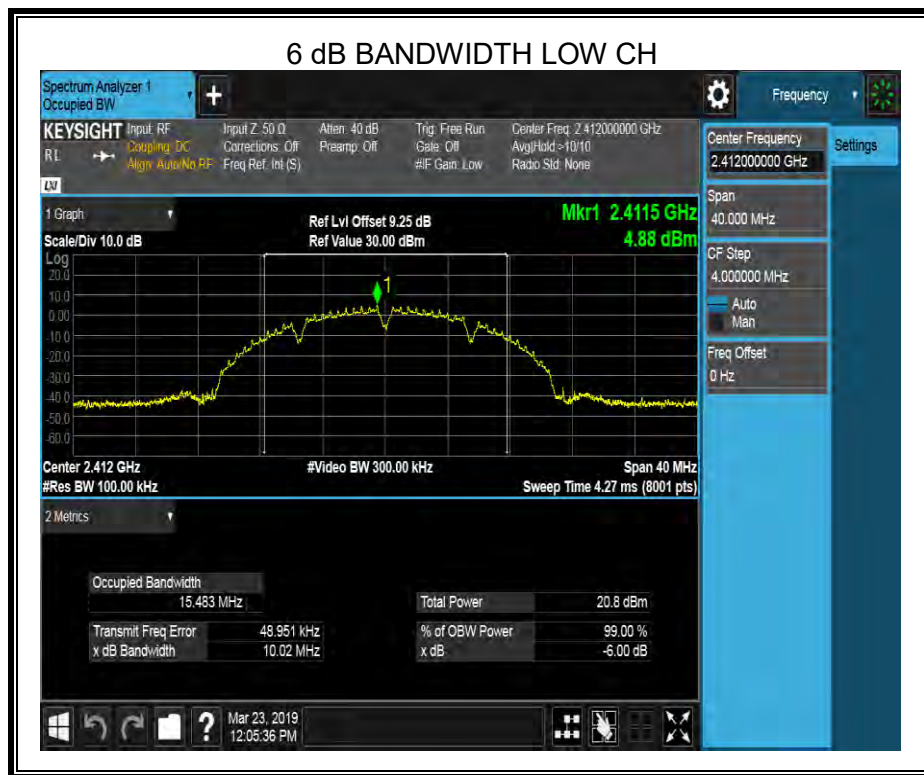 6 dB BANDWIDTH LOW CH
Spectrum Analyzer 1
Occupied BW
+
Frequency
KEYSIGHT
RL
LXI
Input: RF
Coupling: DC
Align: Auto/No RF
Input Z: 50 Ω
Corrections: Off
Freq Ref: Int (S)
Atten: 40 dB
Preamp: Off
Trig: Free Run
Gate: Off
#IF Gain: Low
Center Freq: 2.412000000 GHz
Avg|Hold:>10/10
Radio Std: None
Center Frequency
2.412000000 GHz
Settings
Span
40.000 MHz
CF Step
4.000000 MHz
Auto
Man
Freq Offset
0 Hz
1 Graph
Ref Lvl Offset 9.25 dB
Mkr1 2.4115 GHz
Scale/Div 10.0 dB
Ref Value 30.00 dBm
4.88 dBm
Log
20.0
10.0
0.00
-10.0
-20.0
-30.0
-40.0
-50.0
-60.0
1
Center 2.412 GHz
#Video BW 300.00 kHz
Span 40 MHz
#Res BW 100.00 kHz
Sweep Time 4.27 ms (8001 pts)
2 Metrics
Occupied Bandwidth
15.483 MHz
Total Power 20.8 dBm
Transmit Freq Error 48.951 kHz
% of OBW Power 99.00 %
x dB Bandwidth 10.02 MHz
x dB -6.00 dB
?
Mar 23, 2019
12:05:36 PM